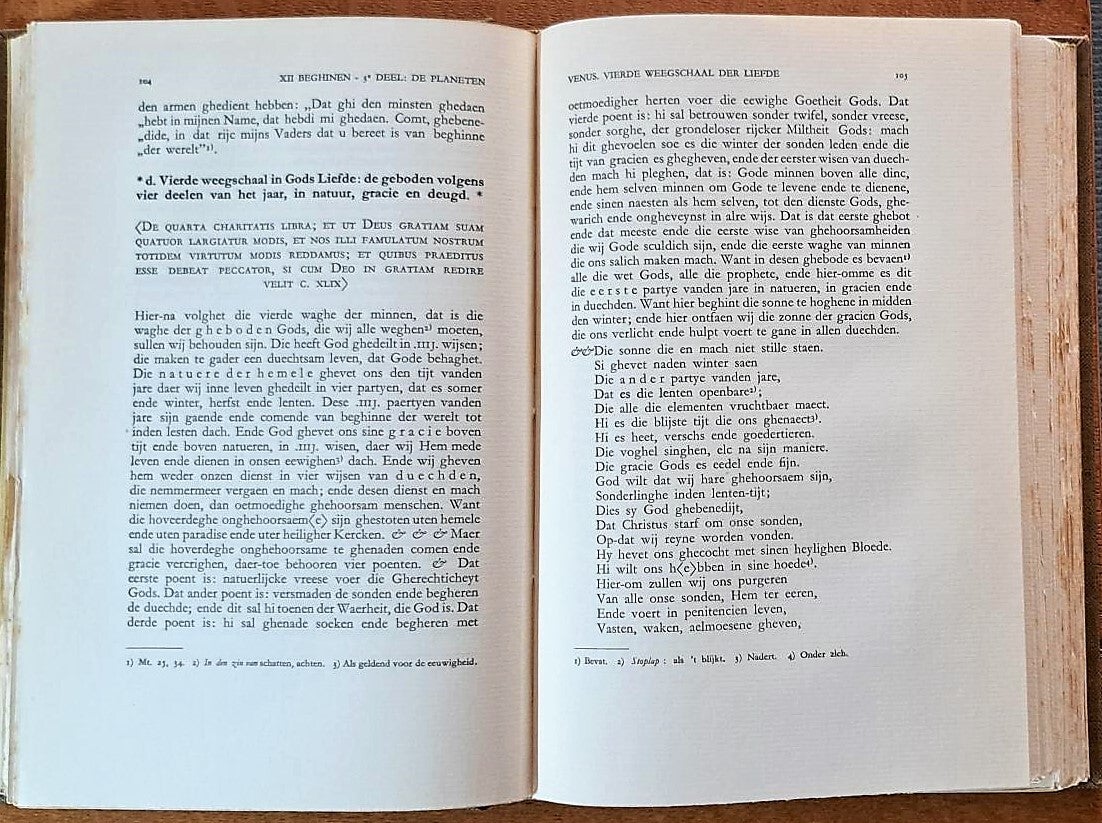 104
XII BEGHINEN - 3ᵉ DEEL: DE PLANETEN
den armen ghedient hebben: „Dat ghi den minsten ghedaen
„hebt in mijnen Name, dat hebdi mi ghedaen. Comt, ghebene-
„dide, in dat rijc mijns Vaders dat u bereet is van beghinne
„der werelt"¹⁾.
* d. Vierde weegschaal in Gods Liefde: de geboden volgens
vier deelen van het jaar, in natuur, gracie en deugd. *
⟨DE QUARTA CHARITATIS LIBRA; ET UT DEUS GRATIAM SUAM
QUATUOR LARGIATUR MODIS, ET NOS ILLI FAMULATUM NOSTRUM
TOTIDEM VIRTUTUM MODIS REDDAMUS; ET QUIBUS PRAEDITUS
ESSE DEBEAT PECCATOR, SI CUM DEO IN GRATIAM REDIRE
VELIT C. XLIX⟩
Hier-na volghet die vierde waghe der minnen, dat is die
waghe der gheboden Gods, die wij alle weghen²⁾ moeten,
sullen wij behouden sijn. Die heeft God ghedeilt in .IIIJ. wijsen;
die maken te gader een duechtsam leven, dat Gode behaghet.
Die natuere der hemele ghevet ons den tijt vanden
jare daer wij inne leven ghedeilt in vier partyen, dat es somer
ende winter, herfst ende lenten. Dese .IIIJ. paertyen vanden
jare sijn gaende ende comende van beghinne der werelt tot
inden lesten dach. Ende God ghevet ons sine gracie boven
tijt ende boven natueren, in .IIIJ. wisen, daer wij Hem mede
leven ende dienen in onsen eewighen³⁾ dach. Ende wij gheven
hem weder onzen dienst in vier wijsen van duechden,
die nemmermeer vergaen en mach; ende desen dienst en mach
niemen doen, dan oetmoedighe ghehoorsam menschen. Want
die hoveerdeghe onghehoorsaem⟨e⟩ sijn ghestoten uten hemele
ende uten paradise ende uter heiligher Kercken. & & & Maer
sal die hoverdeghe onghehoorsame te ghenaden comen ende
gracie vercrighen, daer-toe behooren vier poenten. & Dat
eerste poent is: natuerlijcke vreese voer die Gherechticheyt
Gods. Dat ander poent is: versmaden de sonden ende begheren
de duechde; ende dit sal hi toenen der Waerheit, die God is. Dat
derde poent is: hi sal ghenade soeken ende begheren met
1) Mt. 25, 34. 2) In den zin van schatten, achten. 3) Als geldend voor de eeuwigheid.
VENUS. VIERDE WEEGSCHAAL DER LIEFDE
105
oetmoedigher herten voer die eewighe Goetheit Gods. Dat
vierde poent is: hi sal betrouwen sonder twifel, sonder vreese,
sonder sorghe, der grondeloser rijcker Miltheit Gods: mach
hi dit ghevoelen soe es die winter der sonden leden ende die
tijt van gracien es ghegheven, ende der eerster wisen van duech-
den mach hi pleghen, dat is: Gode minnen boven alle dinc,
ende hem selven minnen om Gode te levene ende te dienene,
ende sinen naesten als hem selven, tot den dienste Gods, ghe-
warich ende ongheveynst in alre wijs. Dat is dat eerste ghebot
ende dat meeste ende die eerste wise van ghehoorsamheiden
die wij Gode sculdich sijn, ende die eerste waghe van minnen
die ons salich maken mach. Want in desen ghebode es bevaen¹⁾
alle die wet Gods, alle die prophete, ende hier-omme es dit
die eerste partye vanden jare in natueren, in gracien ende
in duechden. Want hier beghint die sonne te hoghene in midden
den winter; ende hier ontfaen wij die zonne der gracien Gods,
die ons verlicht ende hulpt voert te gane in allen duechden.
&&Die sonne die en mach niet stille staen.
Si ghevet naden winter saen
Die ander partye vanden jare,
Dat es die lenten openbare²⁾;
Die alle die elementen vruchtbaer maect.
Hi es die blijste tijt die ons ghenaect³⁾.
Hi es heet, verschs ende goedertieren.
Die voghel singhen, elc na sijn maniere.
Die gracie Gods es eedel ende fijn.
God wilt dat wij hare ghehoorsaem sijn,
Sonderlinghe inden lenten-tijt;
Dies sy God ghebenedijt,
Dat Christus starf om onse sonden,
Op-dat wij reyne worden vonden.
Hy hevet ons ghecocht met sinen heylighen Bloede.
Hi wilt ons h⟨e⟩bben in sine hoede⁴⁾.
Hier-om zullen wij ons purgeren
Van alle onse sonden, Hem ter eeren,
Ende voert in penitencien leven,
Vasten, waken, aelmoesene gheven,
1) Bevat. 2) Stoplap: als 't blijkt. 3) Nadert. 4) Onder zich.